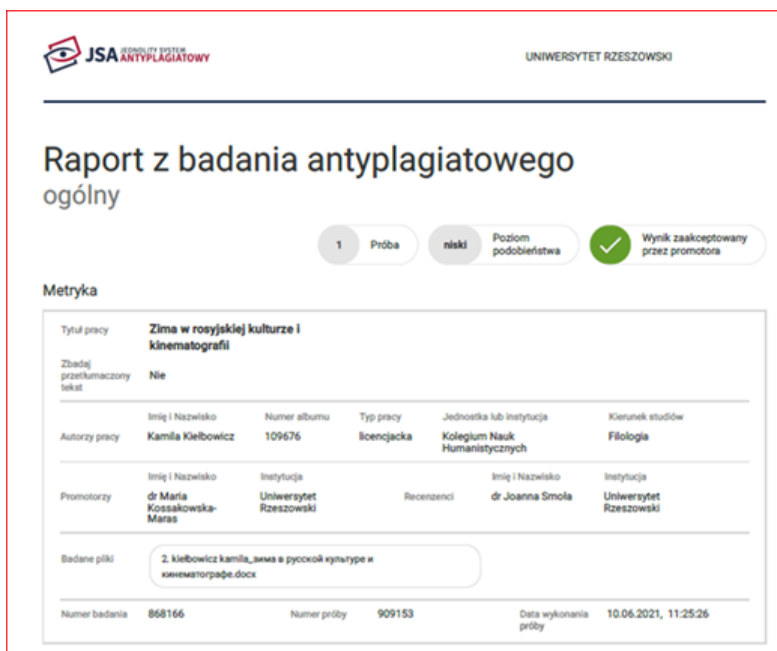 JSA JEDNOLITY SYSTEM ANTYPLAGIATOWY
UNIWERSYTET RZESZOWSKI
Raport z badania antyplagiatowego
ogólny
1 Próba
niski Poziom podobieństwa
Wynik zaakceptowany przez promotora
Metryka
Tytuł pracy
Zima w rosyjskiej kulturze i
kinematografii
Zbadaj
przetłumaczony
tekst
Nie
Imię i Nazwisko Numer albumu Typ pracy Jednostka lub instytucja Kierunek studiów
Autorzy pracy Kamila Kiełbowicz 109676 licencjacka Kolegium Nauk Filologia
Humanistycznych
Imię i Nazwisko Instytucja Imię i Nazwisko Instytucja
Promotorzy dr Maria Uniwersytet Recenzenci dr Joanna Smoła Uniwersytet
Kossakowska- Rzeszowski Rzeszowski
Maras
Badane pliki
2. kiełbowicz kamila_зима в русской культуре и
кинематографе.docx
Numer badania 868166 Numer próby 909153 Data wykonania 10.06.2021, 11:25:26
próby